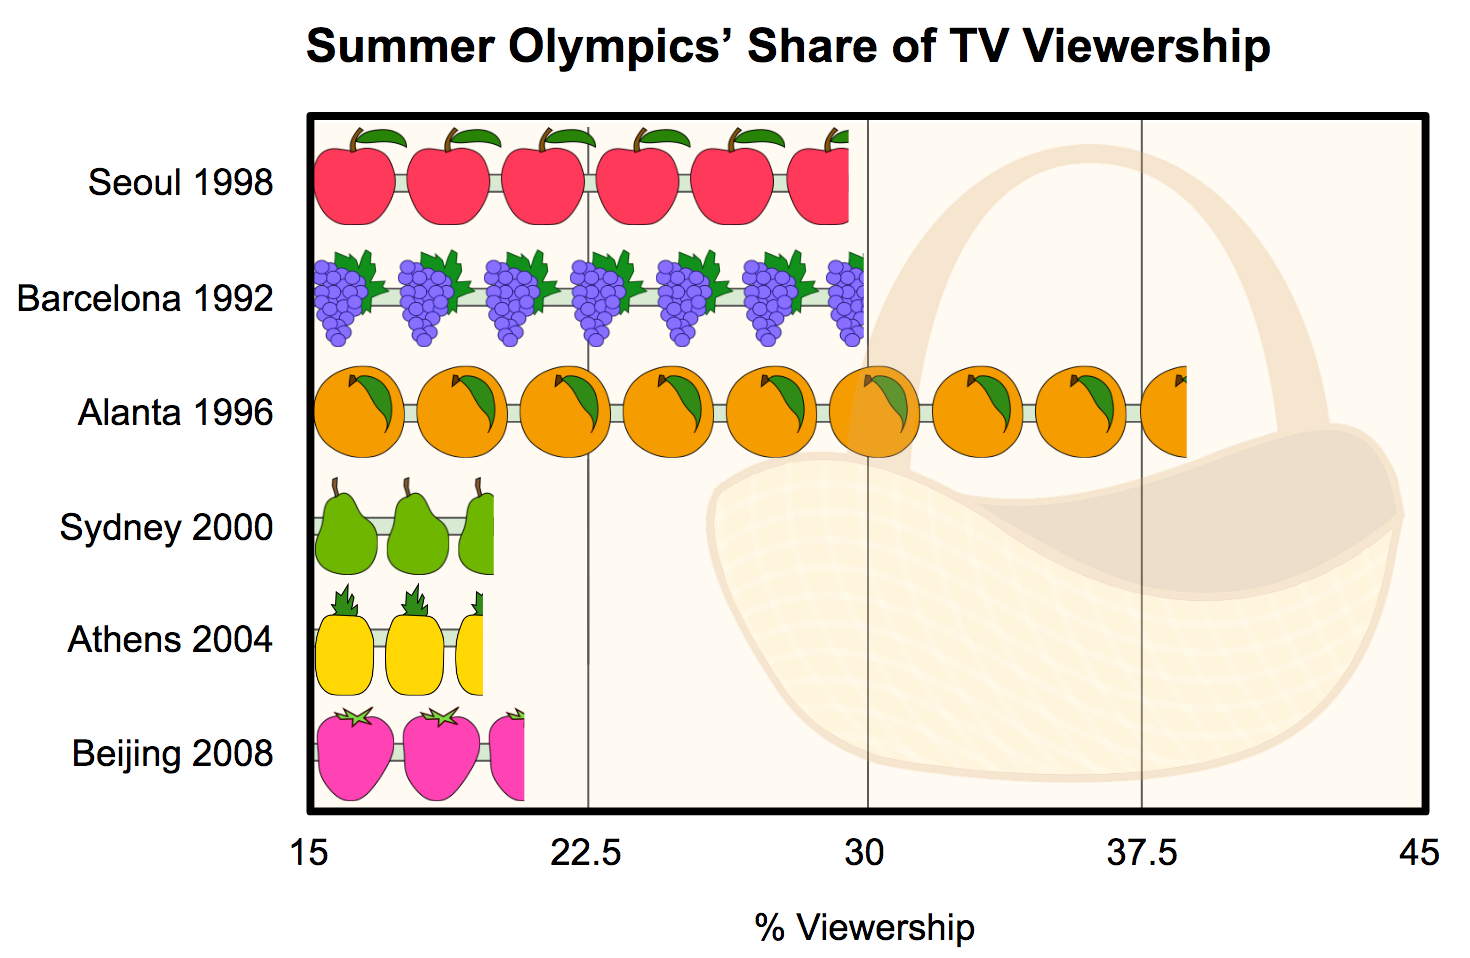 Summer Olympics’ Share of TV Viewership
Seoul 1998
Barcelona 1992
Alanta 1996
Sydney 2000
Athens 2004
Beijing 2008
15 22.5 30 37.5 45
% Viewership